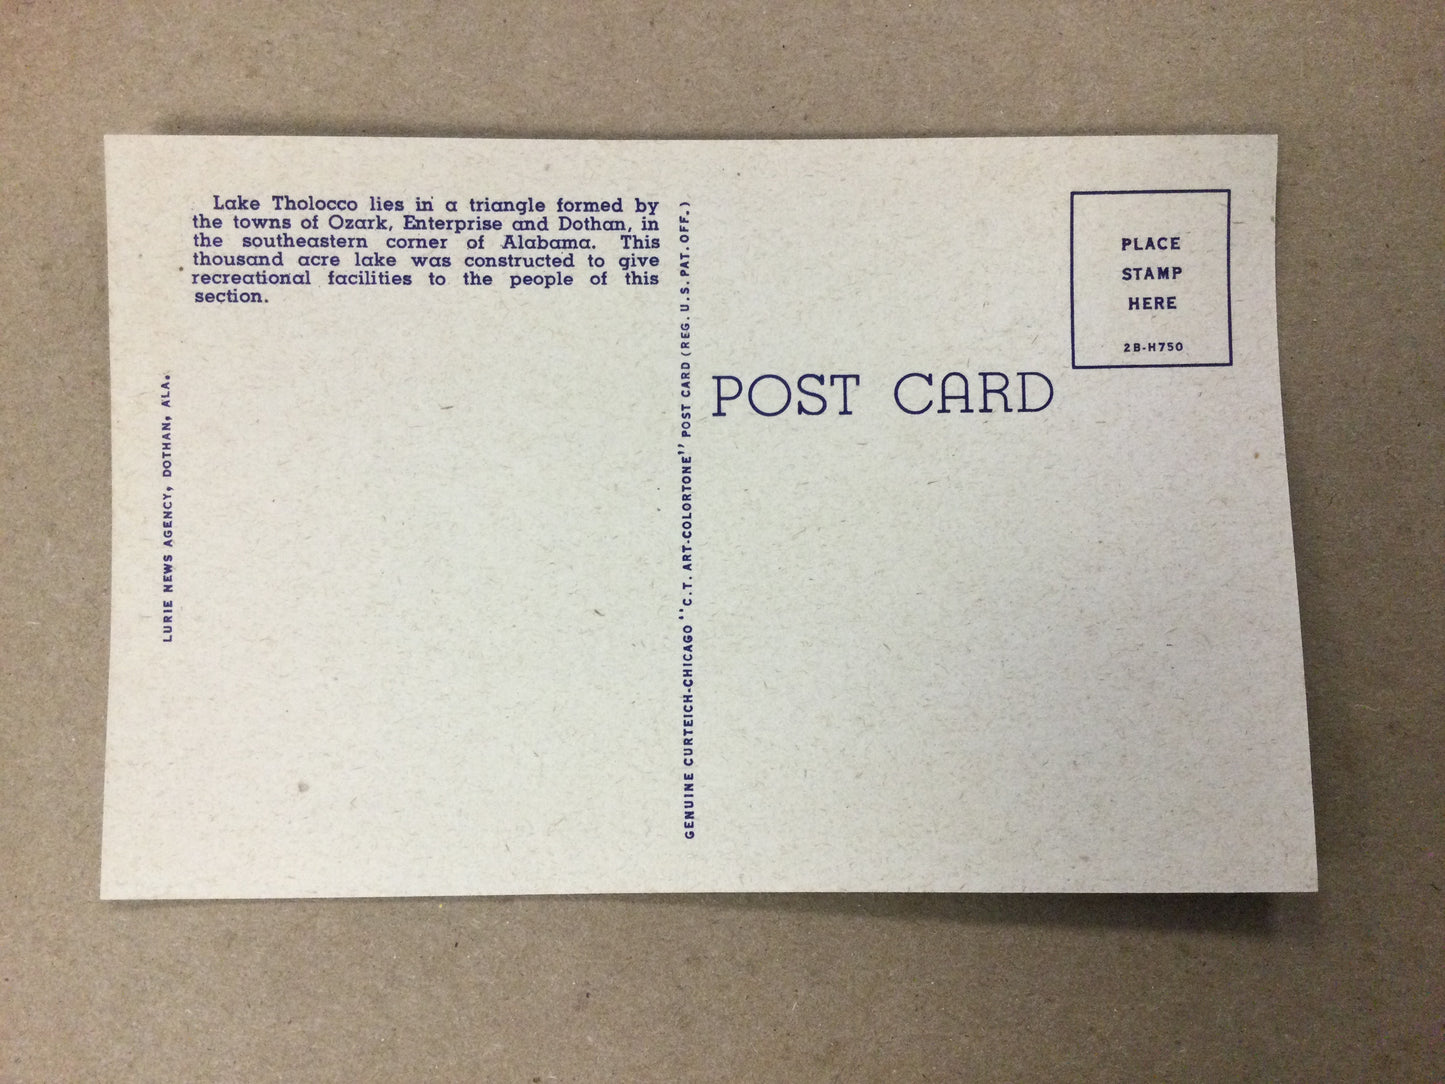 Lake Tholocco lies in a triangle formed by
the towns of Ozark, Enterprise and Dothan, in
the southeastern corner of Alabama. This
thousand acre lake was constructed to give
recreational facilities to the people of this
section.
LURIE NEWS AGENCY, DOTHAN, ALA.
GENUINE CURTEICH-CHICAGO "C.T. ART-COLORTONE" POST CARD (REG. U.S. PAT. OFF.)
POST CARD
PLACE
STAMP
HERE
2B-H750